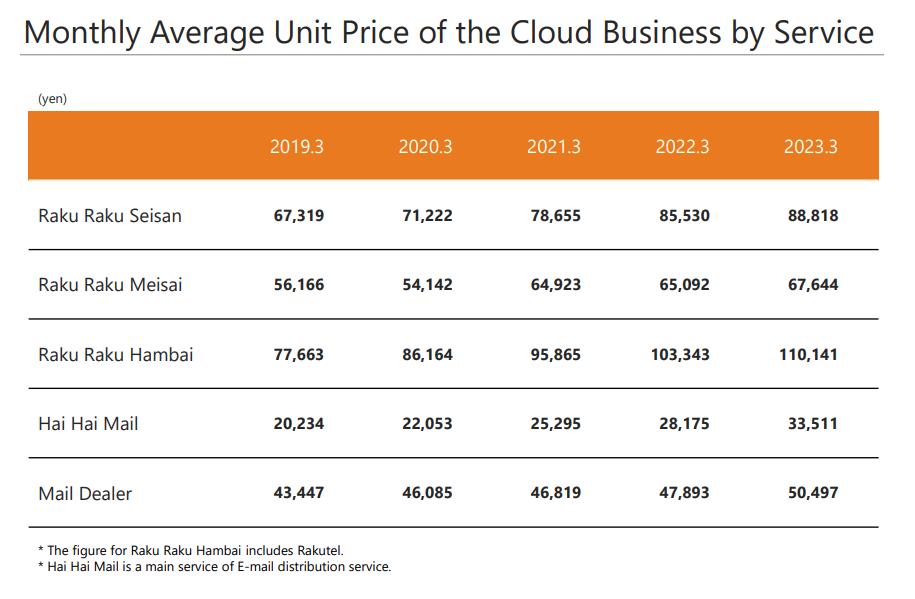 Monthly Average Unit Price of the Cloud Business by Service
(yen)
2019.3 2020.3 2021.3 2022.3 2023.3
Raku Raku Seisan 67,319 71,222 78,655 85,530 88,818
Raku Raku Meisai 56,166 54,142 64,923 65,092 67,644
Raku Raku Hambai 77,663 86,164 95,865 103,343 110,141
Hai Hai Mail 20,234 22,053 25,295 28,175 33,511
Mail Dealer 43,447 46,085 46,819 47,893 50,497
* The figure for Raku Raku Hambai includes Rakutel.
* Hai Hai Mail is a main service of E-mail distribution service.